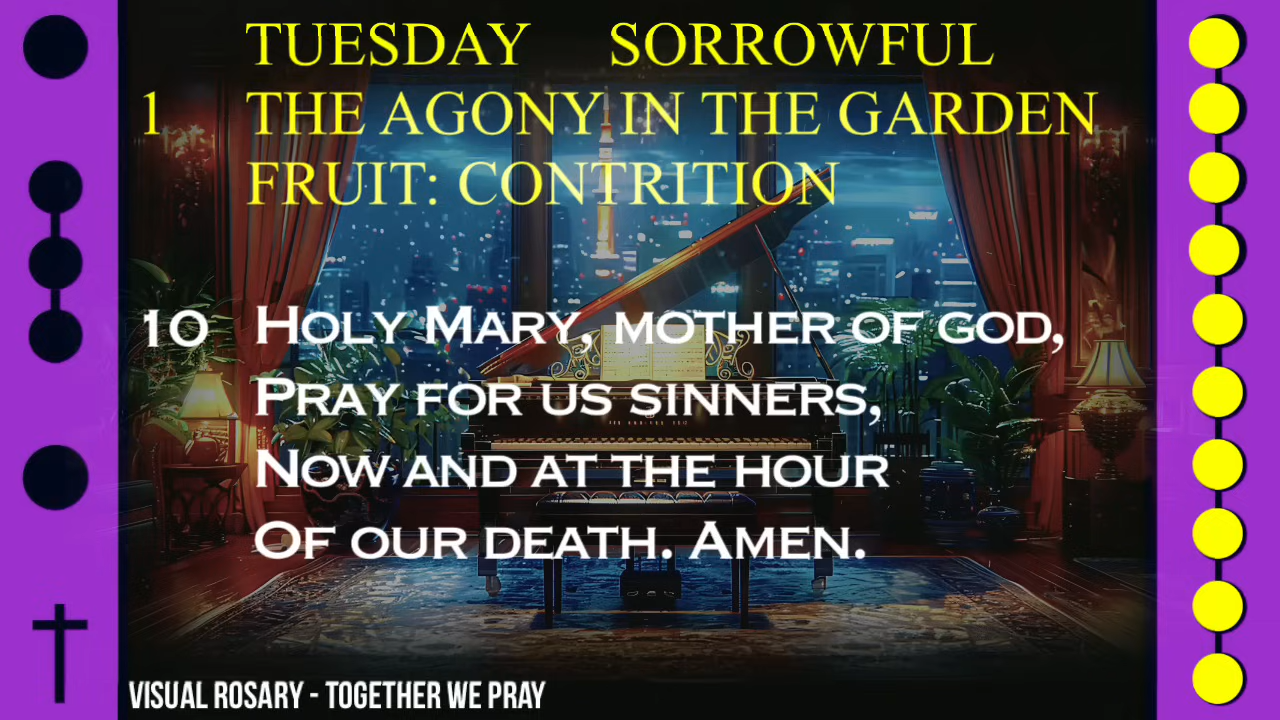 TUESDAY SORROWFUL
1 THE AGONY IN THE GARDEN
FRUIT: CONTRITION
10 HOLY MARY, MOTHER OF GOD,
PRAY FOR US SINNERS,
NOW AND AT THE HOUR
OF OUR DEATH. AMEN.
VISUAL ROSARY - TOGETHER WE PRAY